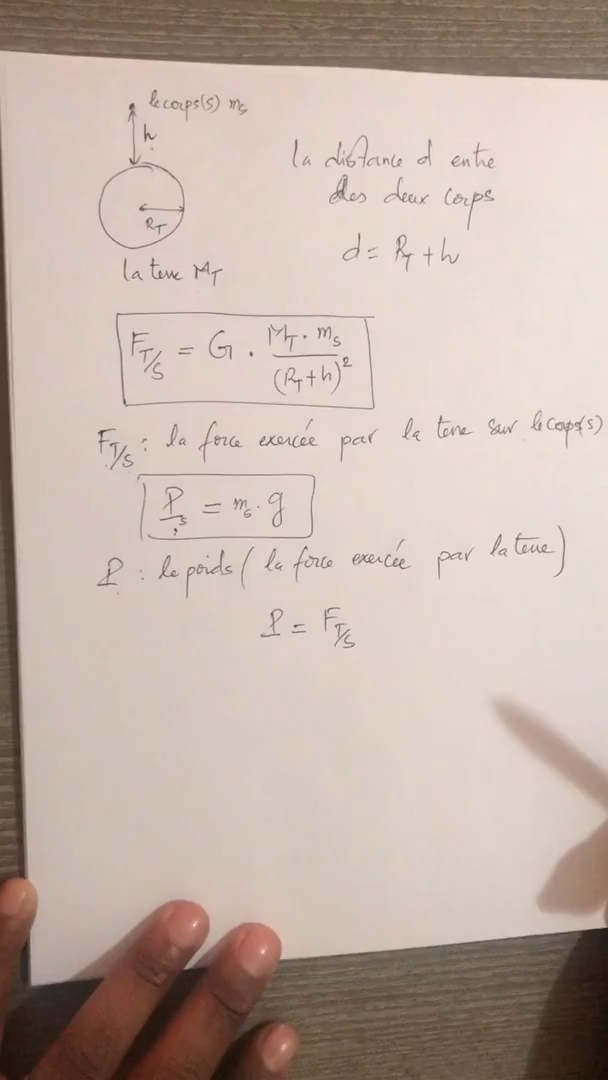 le corps(s) ms
h
RT
la terre MT
la distance d entre
des deux corps
d = RT + h
FT/S = G . MT . ms / (RT + h)²
FT/S : la force exercée par la terre sur le corps(s)
P/s = ms . g
P : le poids ( la force exercée par la terre )
P = FT/S